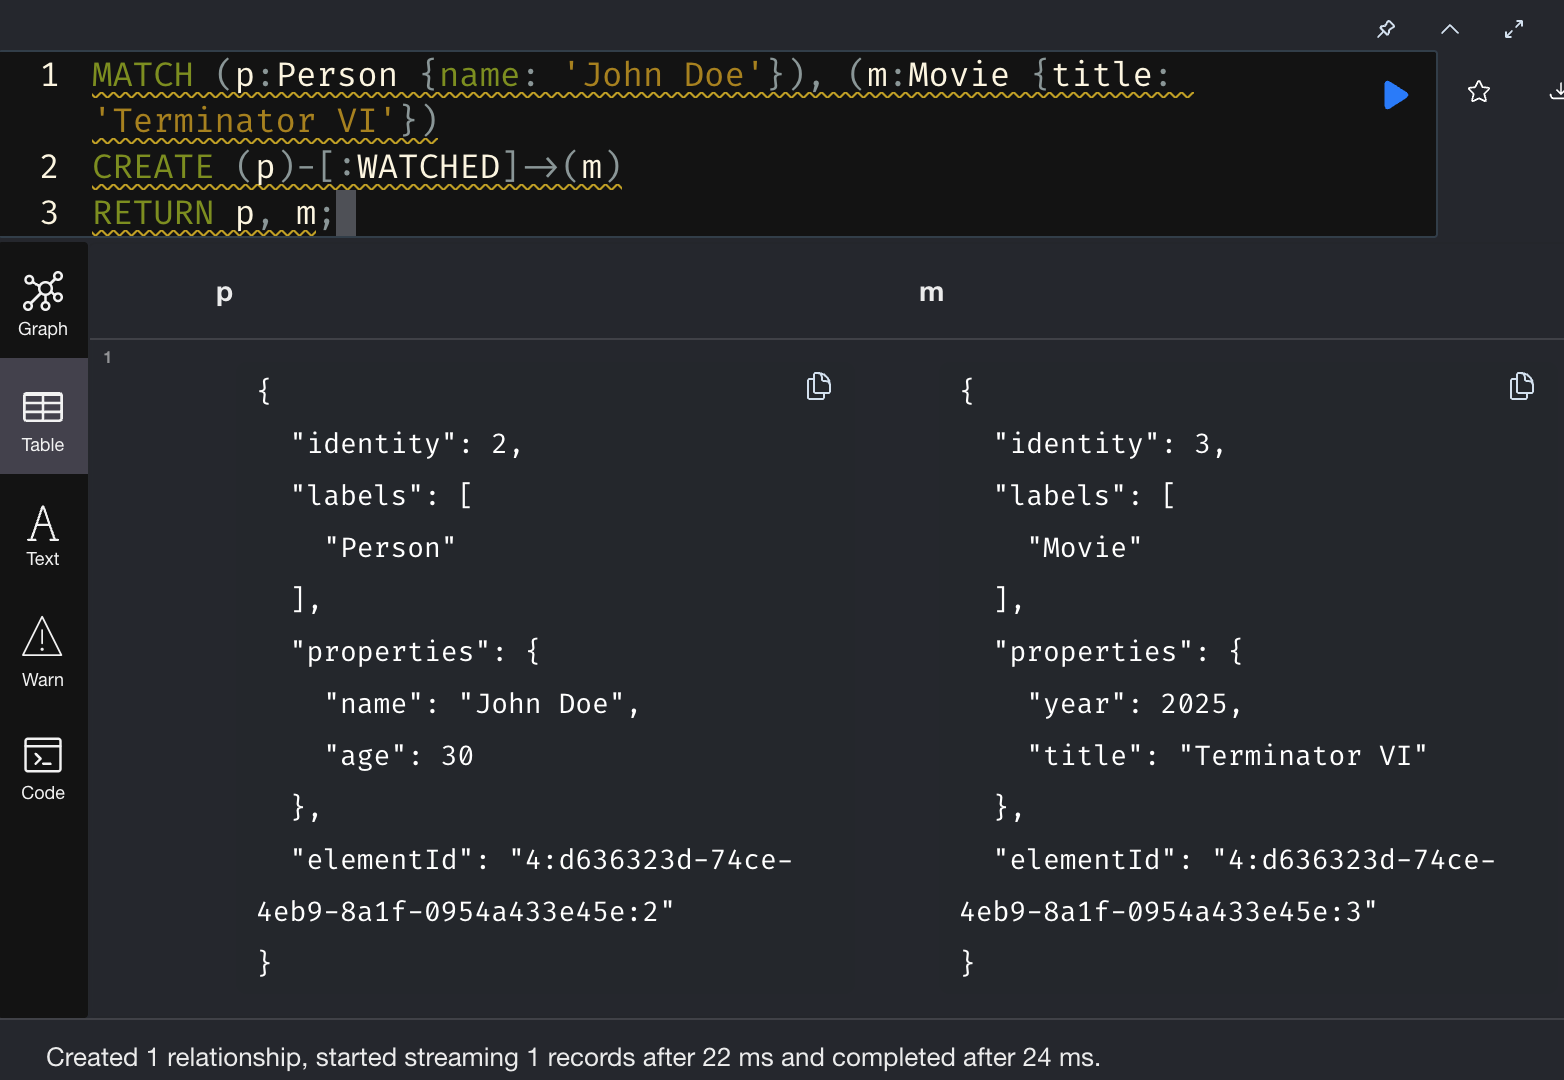 1 MATCH (p:Person {name: 'John Doe'}), (m:Movie {title:
'Terminator VI'})
2 CREATE (p)-[:WATCHED]->(m)
3 RETURN p, m;
Graph
Table
Text
Warn
Code
p m
1
{
"identity": 2,
"labels": [
"Person"
],
"properties": {
"name": "John Doe",
"age": 30
},
"elementId": "4:d636323d-74ce-
4eb9-8a1f-0954a433e45e:2"
}
{
"identity": 3,
"labels": [
"Movie"
],
"properties": {
"year": 2025,
"title": "Terminator VI"
},
"elementId": "4:d636323d-74ce-
4eb9-8a1f-0954a433e45e:3"
}
Created 1 relationship, started streaming 1 records after 22 ms and completed after 24 ms.